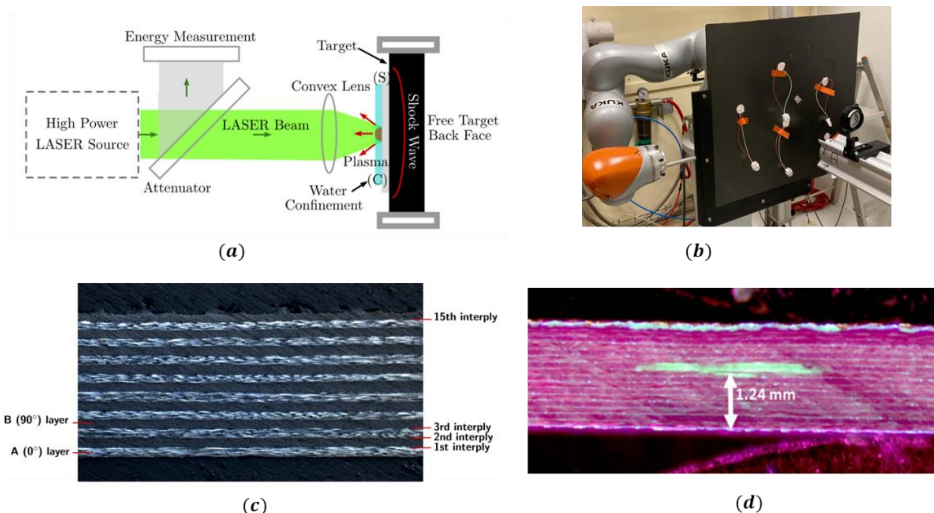 Energy Measurement
High Power
LASER Source
LASER Beam
Attenuator
Convex Lens
Target
(S)
Plasma
(C)
Water
Confinement
Shock Wave
Free Target
Back Face
(a)
KUKA
KUKA
(b)
15th interply
B (90°) layer
3rd interply
2nd interply
A (0°) layer
1st interply
(c)
1.24 mm
(d)